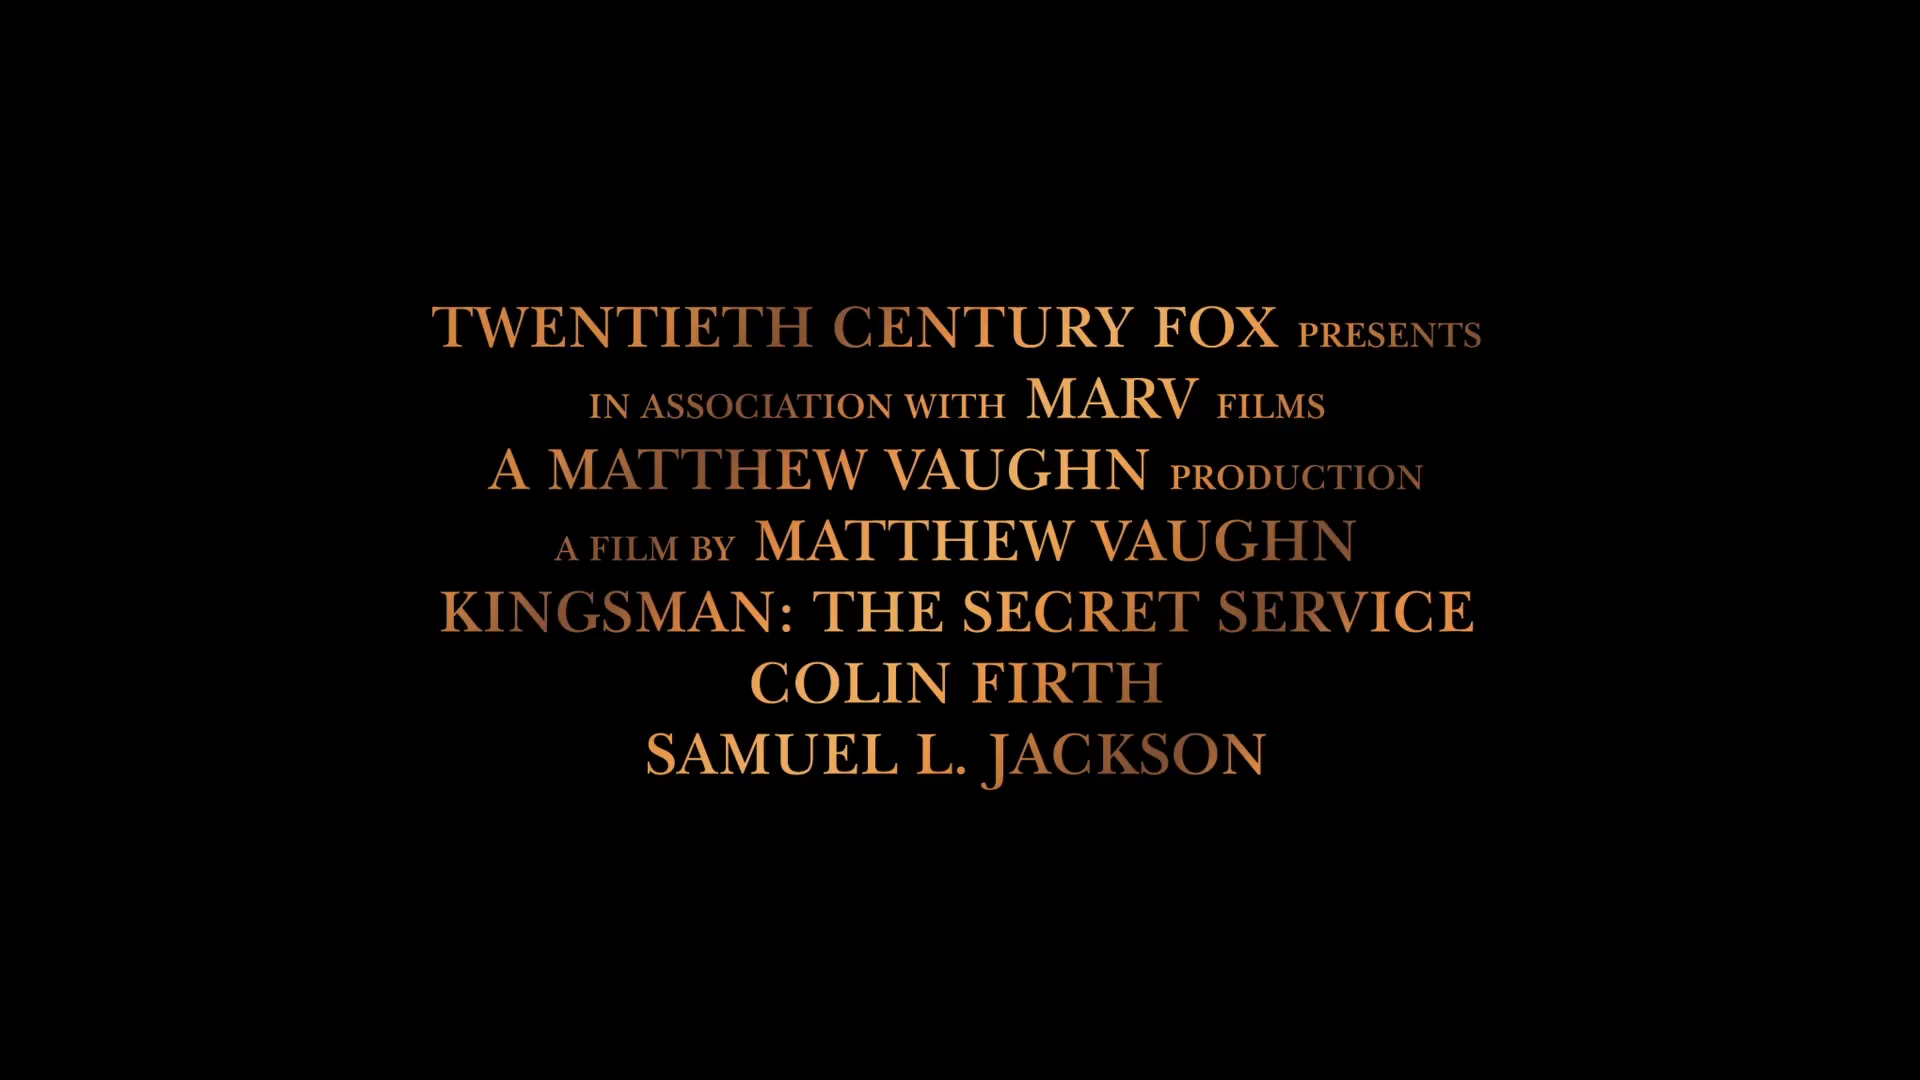 TWENTIETH CENTURY FOX PRESENTS
IN ASSOCIATION WITH MARV FILMS
A MATTHEW VAUGHN PRODUCTION
A FILM BY MATTHEW VAUGHN
KINGSMAN: THE SECRET SERVICE
COLIN FIRTH
SAMUEL L. JACKSON